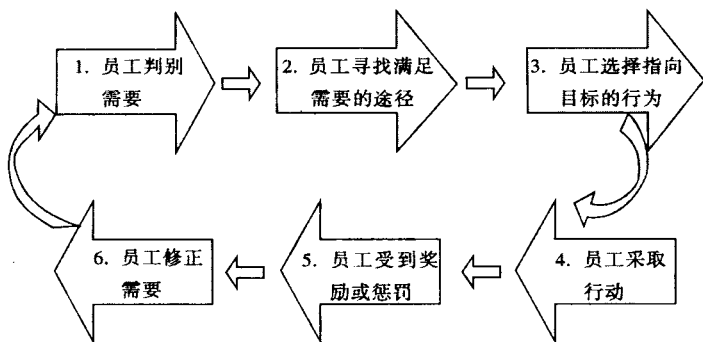 1. 员工判别
需要
2. 员工寻找满足
需要的途径
3. 员工选择指向
目标的行为
4. 员工采取
行动
5. 员工受到奖
励或惩罚
6. 员工修正
需要